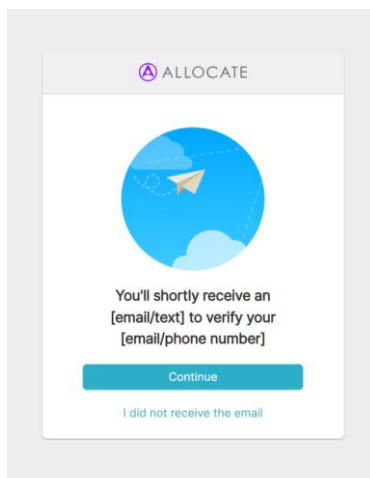 ALLOCATE
You'll shortly receive an
[email/text] to verify your
[email/phone number]
Continue
I did not receive the email